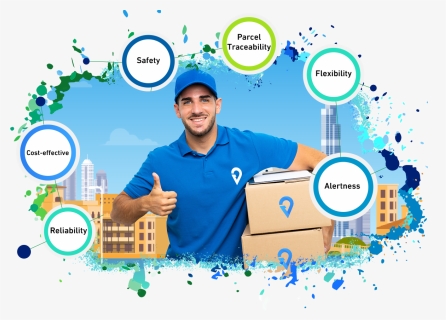 Safety
Parcel
Traceability
Flexibility
Cost-effective
Alertness
Reliability